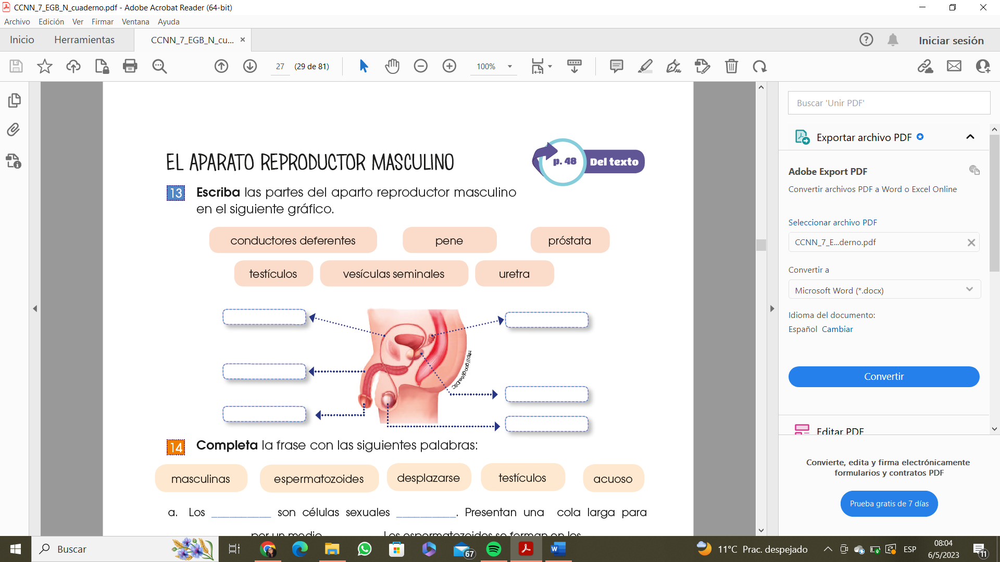 CCNN_7_EGB_N_cuaderno.pdf - Adobe Acrobat Reader (64-bit)
Archivo Edición Ver Firmar Ventana Ayuda
Inicio Herramientas CCNN_7_EGB_N_cu... × Iniciar sesión
27 (29 de 81) 100%
EL APARATO REPRODUCTOR MASCULINO
p. 48 Del texto
13 Escriba las partes del aparto reproductor masculino
en el siguiente gráfico.
conductores deferentes pene próstata
testículos vesículas seminales uretra
14 Completa la frase con las siguientes palabras:
masculinas espermatozoides desplazarse testículos acuoso
a. Los __________ son células sexuales __________. Presentan una cola larga para
por un medio Los espermatozoides se forman en los
Buscar 'Unir PDF'
Exportar archivo PDF
Adobe Export PDF
Convertir archivos PDF a Word o Excel Online
Seleccionar archivo PDF
CCNN_7_E...derno.pdf
Convertir a
Microsoft Word (*.docx)
Idioma del documento:
Español Cambiar
Convertir
Editar PDF
Convierte, edita y firma electrónicamente
formularios y contratos PDF
Prueba gratis de 7 días
Buscar
67
11°C Prac. despejado
ESP
08:04
6/5/2023
11